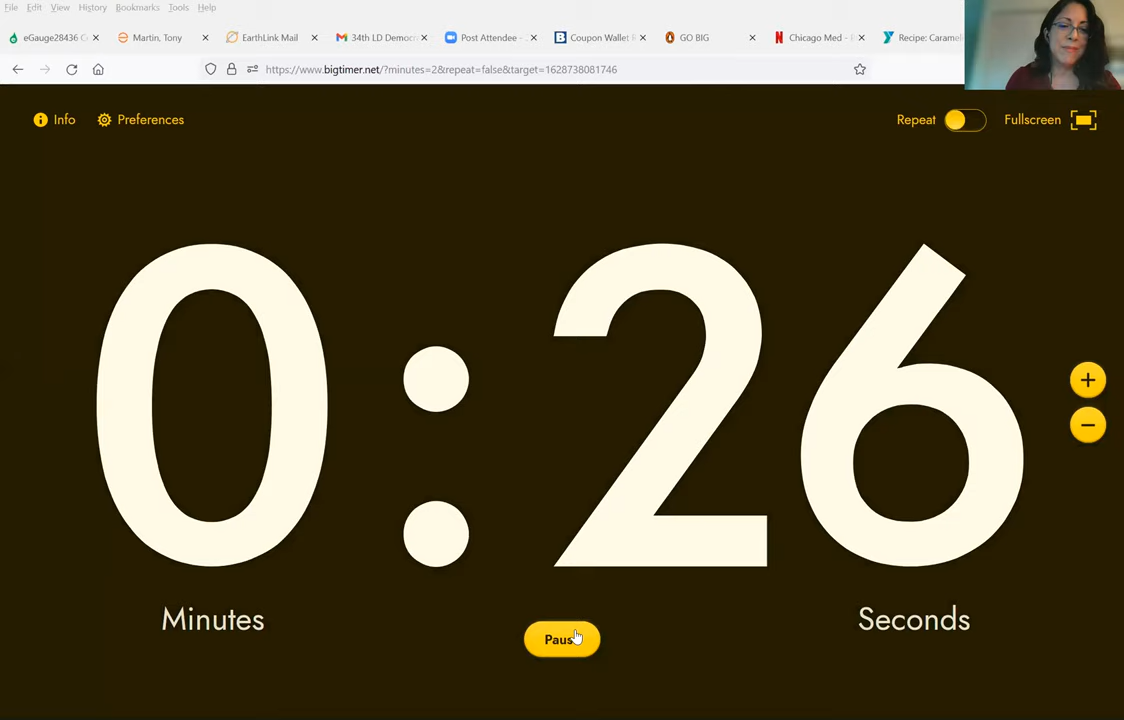 File Edit View History Bookmarks Tools Help
eGauge28436 Martin, Tony EarthLink Mail 34th LD Democr Post Attendee - Coupon Wallet GO BIG Chicago Med - Recipe: Caramel
https://www.bigtimer.net/?minutes=2&repeat=false&target=1628738081746
Info Preferences Repeat Fullscreen
0:26
Minutes Seconds
Paus